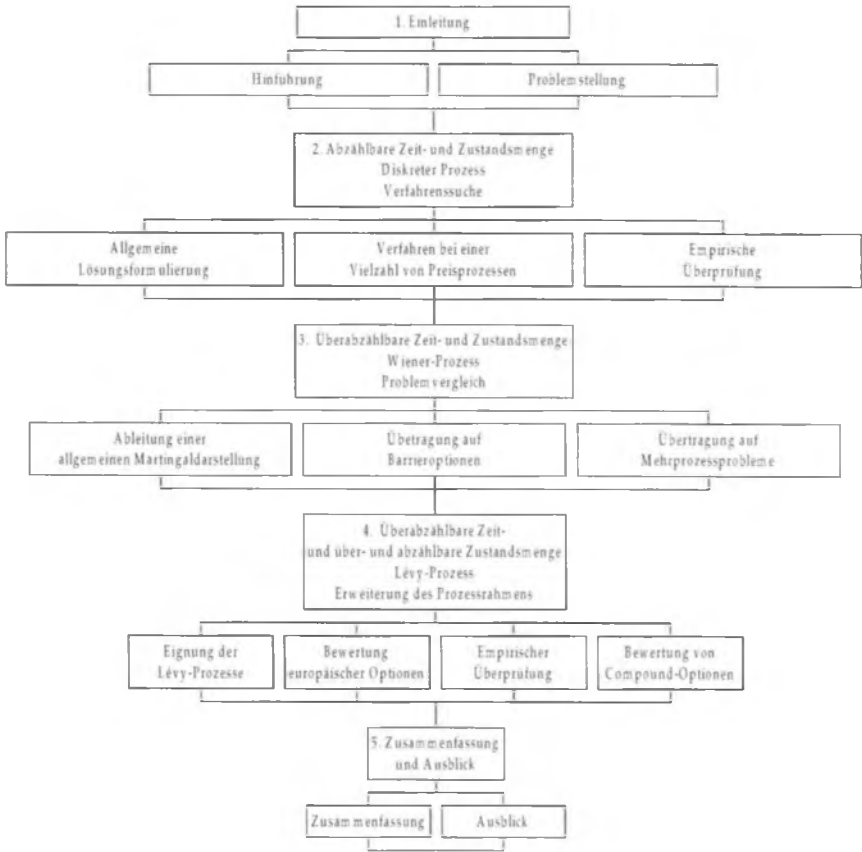 1. Einleitung
Hinführung
Problemstellung
2. Abzählbare Zeit- und Zustandsmenge
Diskreter Prozess
Verfahrenssuche
Allgemeine
Lösungsformulierung
Verfahren bei einer
Vielzahl von Preisprozessen
Empirische
Überprüfung
3. Überabzählbare Zeit- und Zustandsmenge
Wiener-Prozess
Problemvergleich
Ableitung einer
allgemeinen Martingaldarstellung
Übetragung auf
Barrieroptionen
Übertragung auf
Mehrprozessprobleme
4. Überabzählbare Zeit-
und über- und abzählbare Zustandsmenge
Lévy-Prozess
Erweiterung des Prozessrahmens
Eignung der
Lévy-Prozesse
Bewertung
europäischer Optionen
Empirischer
Überprüfung
Bewertung von
Compound-Optionen
5. Zusammenfassung
und Ausblick
Zusammenfassung
Ausblick